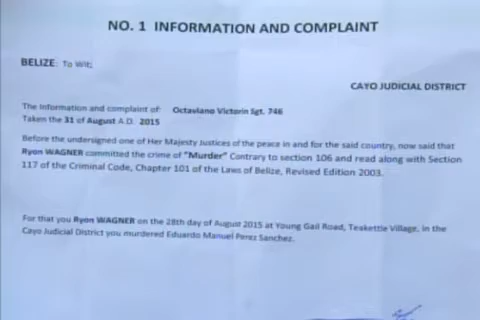 NO. 1 INFORMATION AND COMPLAINT
BELIZE: To Wit;
CAYO JUDICIAL DISTRICT
The Information and complaint of: Octaviano Victorin Sgt. 746
Taken the 31 of August A.D. 2015
Before the undersigned one of Her Majesty Justices of the peace in and for the said country, now said that
Ryon WAGNER committed the crime of "Murder" Contrary to section 106 and read along with Section
117 of the Criminal Code, Chapter 101 of the Laws of Belize, Revised Edition 2003.
For that you Ryon WAGNER on the 28th day of August 2015 at Young Gail Road, Teakettle Village, in the
Cayo Judicial District you murdered Eduardo Manuel Perez Sanchez.